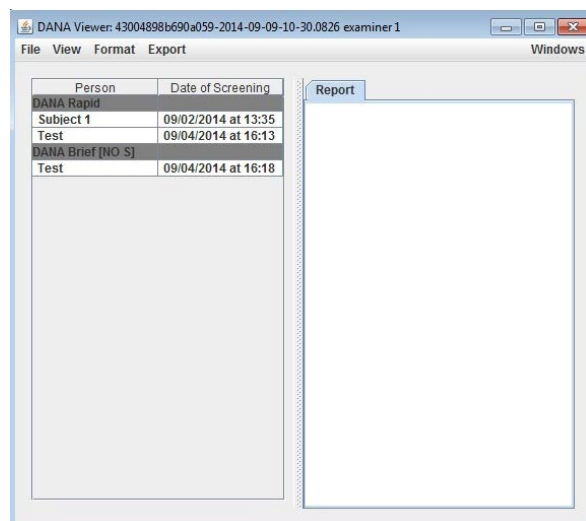 DANA Viewer: 43004898b690a059-2014-09-09-10-30.0826 examiner 1
File View Format Export Windows
Person Date of Screening
DANA Rapid
Subject 1 09/02/2014 at 13:35
Test 09/04/2014 at 16:13
DANA Brief [NO S]
Test 09/04/2014 at 16:18
Report